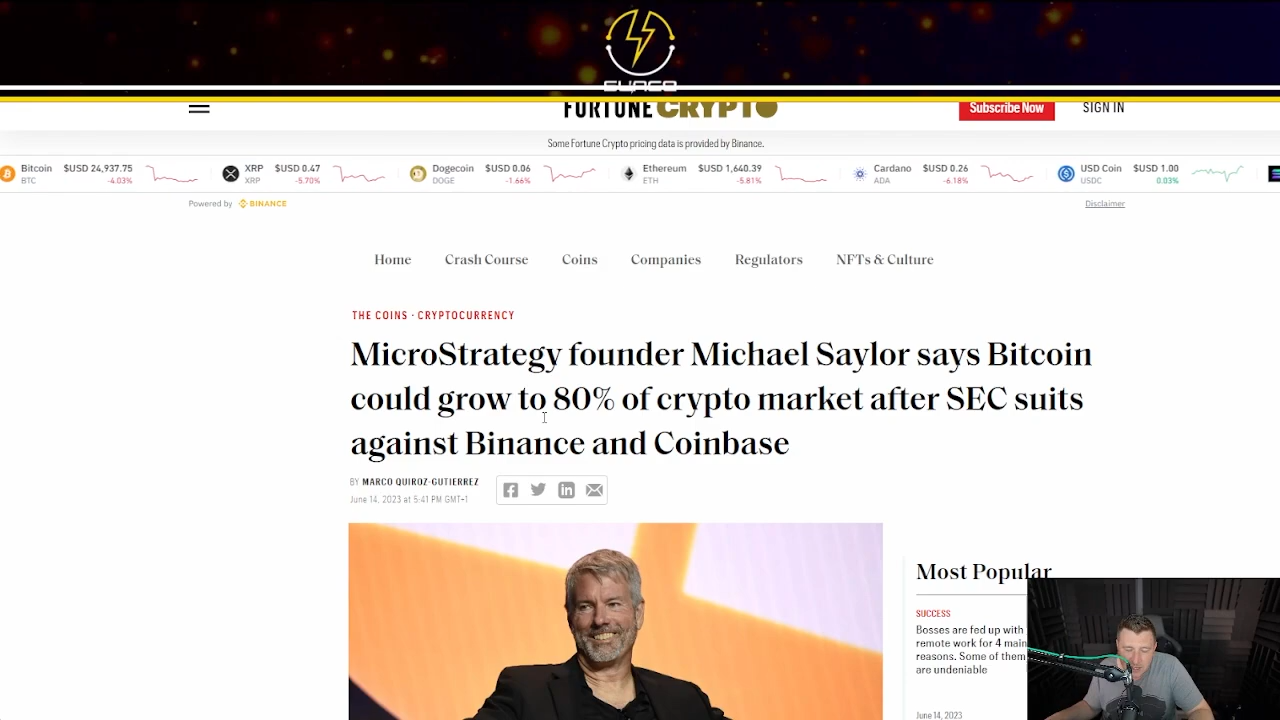 FORTUNE CRYPTO
Subscribe Now
SIGN IN
Some Fortune Crypto pricing data is provided by Binance.
Bitcoin $USD 24,937.75
BTC -4.03%
XRP $USD 0.47
XRP -5.70%
Dogecoin $USD 0.06
DOGE -1.66%
Ethereum $USD 1,640.39
ETH -5.81%
Cardano $USD 0.26
ADA -6.18%
USD Coin $USD 1.00
USDC 0.03%
Powered by BINANCE
Disclaimer
Home Crash Course Coins Companies Regulators NFTs & Culture
THE COINS · CRYPTOCURRENCY
MicroStrategy founder Michael Saylor says Bitcoin
could grow to 80% of crypto market after SEC suits
against Binance and Coinbase
BY MARCO QUIROZ-GUTIERREZ
June 14, 2023 at 5:41 PM GMT+1
Most Popular
SUCCESS
Bosses are fed up with
remote work for 4 main
reasons. Some of them
are undeniable
June 14, 2023